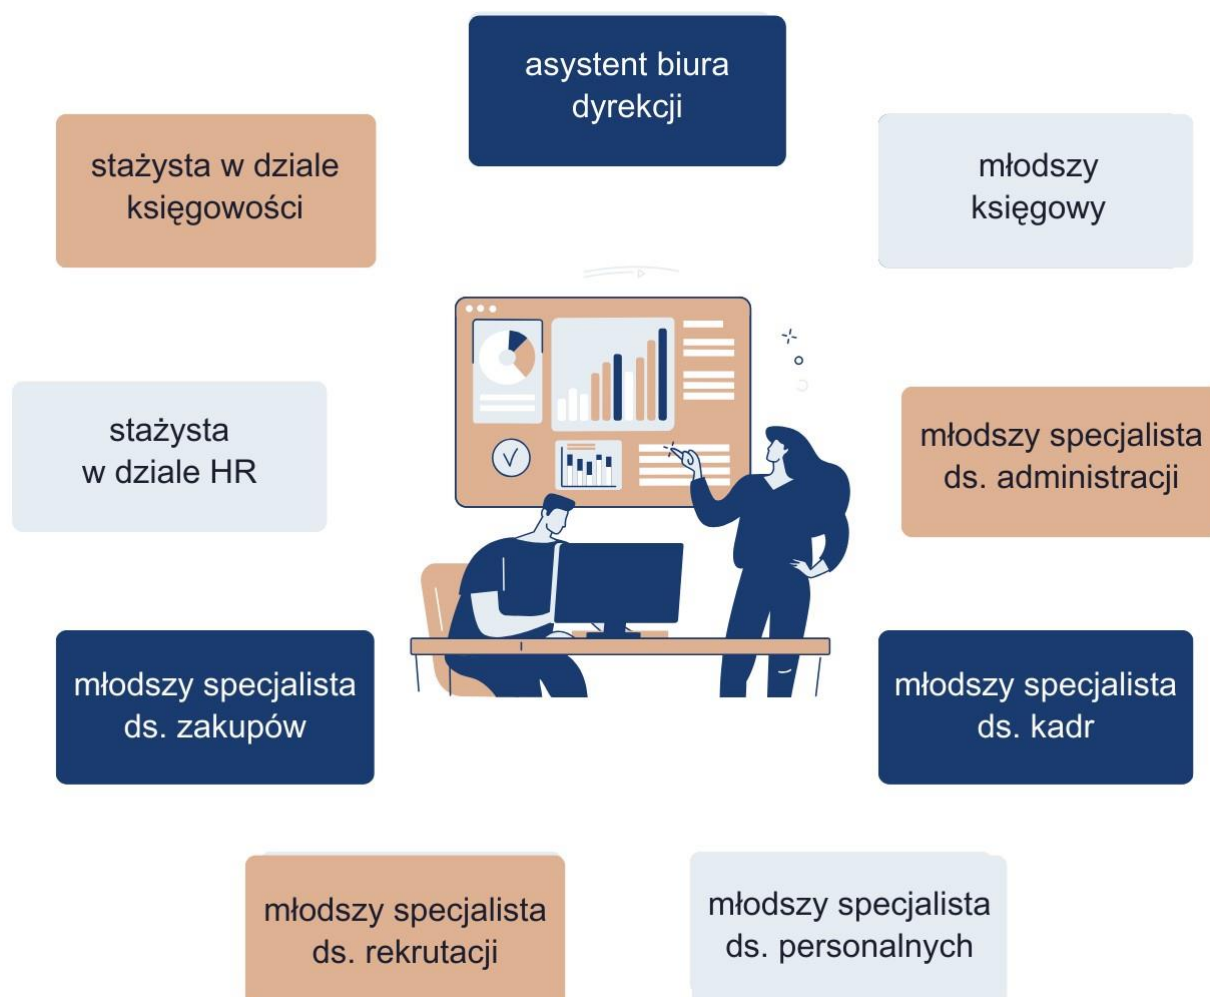 asystent biura
dyrekcji
stażysta w dziale
księgowości
młodszy
księgowy
stażysta
w dziale HR
młodszy specjalista
ds. administracji
młodszy specjalista
ds. zakupów
młodszy specjalista
ds. kadr
młodszy specjalista
ds. rekrutacji
młodszy specjalista
ds. personalnych